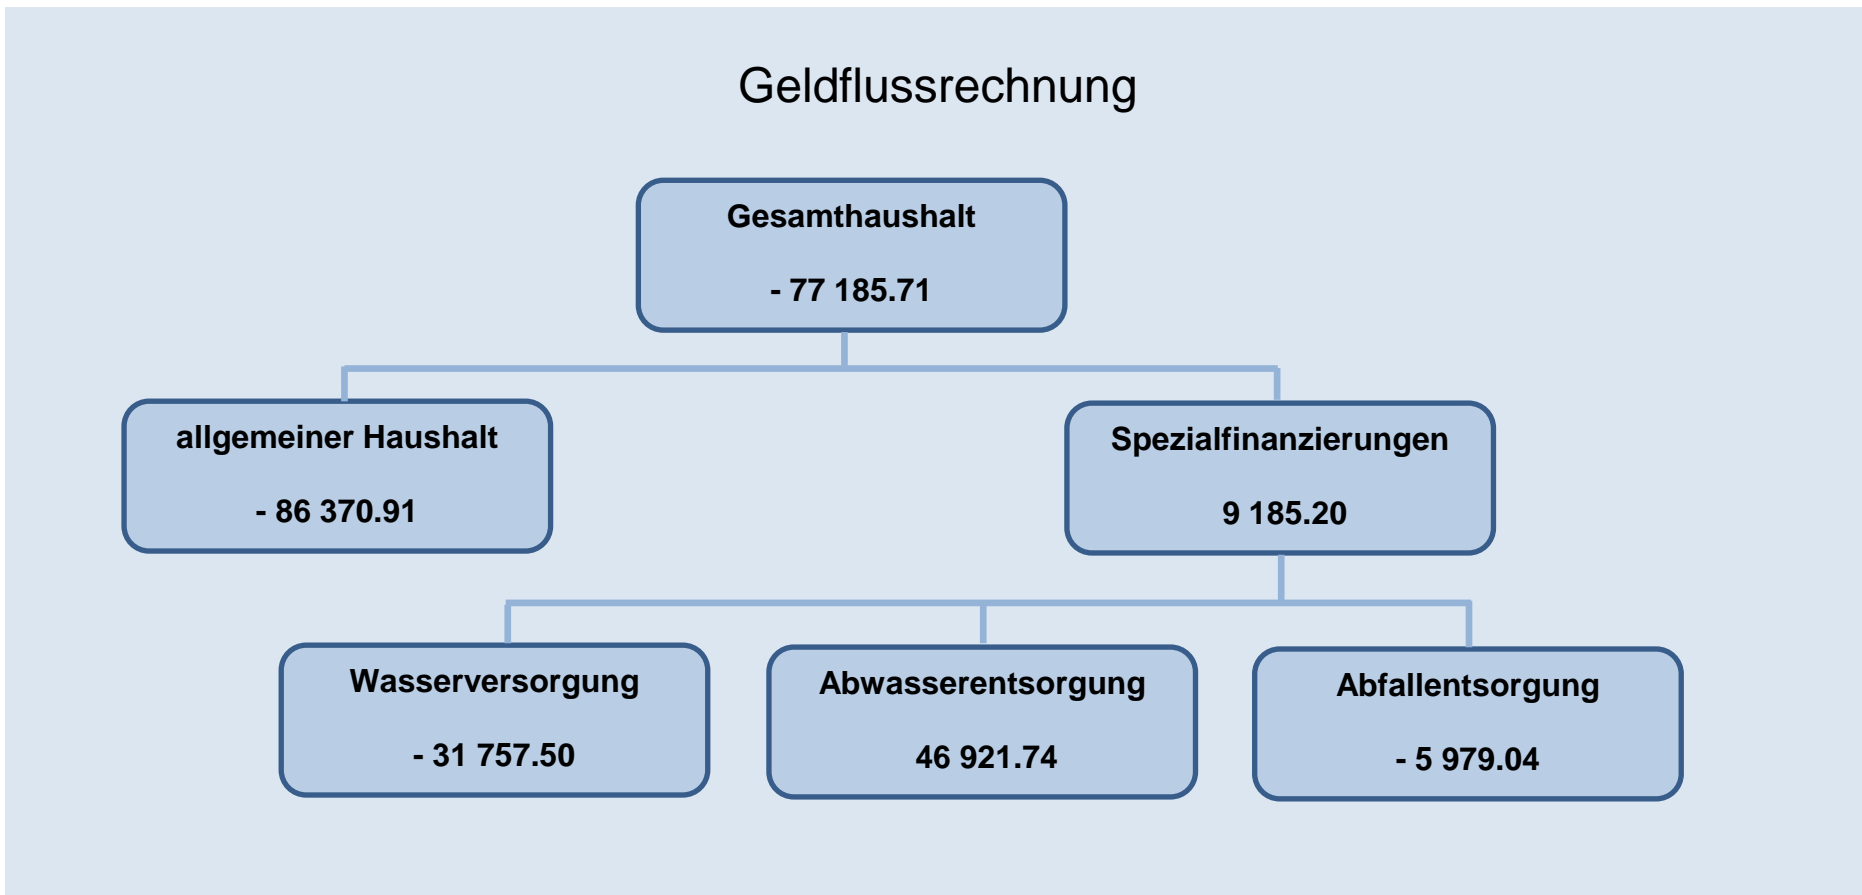 Geldflussrechnung
Gesamthaushalt
- 77 185.71
allgemeiner Haushalt
- 86 370.91
Spezialfinanzierungen
9 185.20
Wasserversorgung
- 31 757.50
Abwasserentsorgung
46 921.74
Abfallentsorgung
- 5 979.04